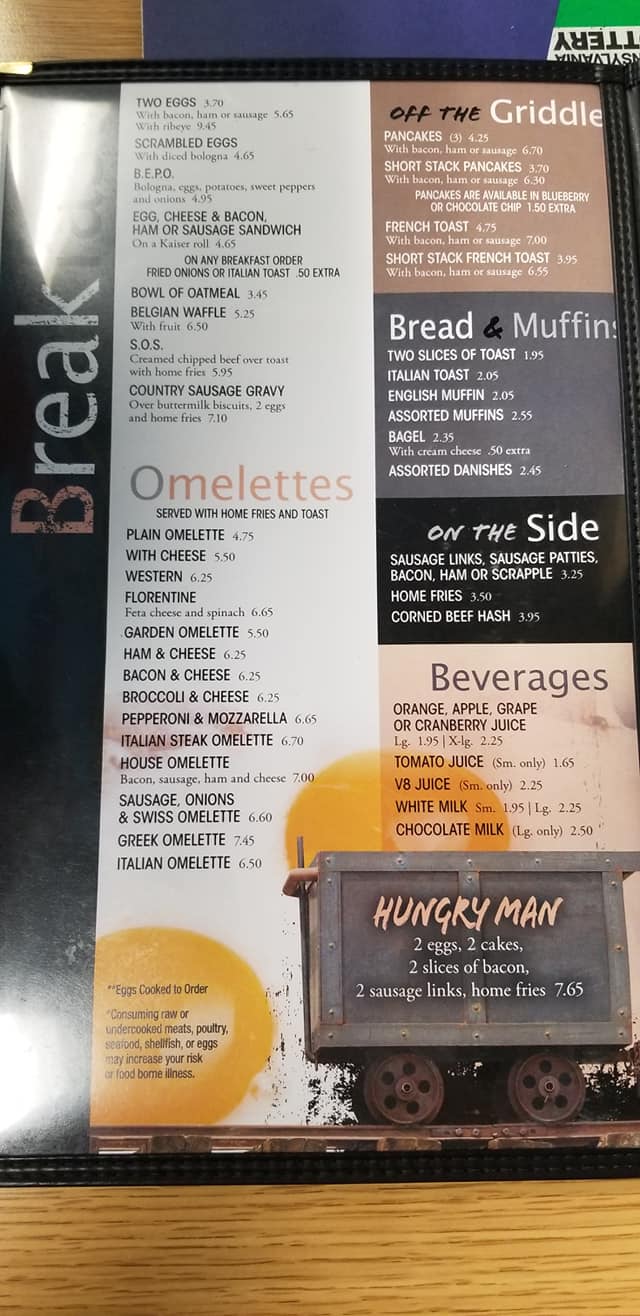 NSYLVANIA
TTERY
Break
TWO EGGS 3.70
With bacon, ham or sausage 5.65
With ribeye 9.45
SCRAMBLED EGGS
With diced bologna 4.65
B.E.P.O.
Bologna, eggs, potatoes, sweet peppers
and onions 4.95
EGG, CHEESE & BACON,
HAM OR SAUSAGE SANDWICH
On a Kaiser roll 4.65
ON ANY BREAKFAST ORDER
FRIED ONIONS OR ITALIAN TOAST .50 EXTRA
BOWL OF OATMEAL 3.45
BELGIAN WAFFLE 5.25
With fruit 6.50
S.O.S.
Creamed chipped beef over toast
with home fries 5.95
COUNTRY SAUSAGE GRAVY
Over buttermilk biscuits, 2 eggs
and home fries 7.10
Omelettes
SERVED WITH HOME FRIES AND TOAST
PLAIN OMELETTE 4.75
WITH CHEESE 5.50
WESTERN 6.25
FLORENTINE
Feta cheese and spinach 6.65
GARDEN OMELETTE 5.50
HAM & CHEESE 6.25
BACON & CHEESE 6.25
BROCCOLI & CHEESE 6.25
PEPPERONI & MOZZARELLA 6.65
ITALIAN STEAK OMELETTE 6.70
HOUSE OMELETTE
Bacon, sausage, ham and cheese 7.00
SAUSAGE, ONIONS
& SWISS OMELETTE 6.60
GREEK OMELETTE 7.45
ITALIAN OMELETTE 6.50
**Eggs Cooked to Order
*Consuming raw or
undercooked meats, poultry,
seafood, shellfish, or eggs
may increase your risk
or food borne illness.
OFF THE Griddle
PANCAKES (3) 4.25
With bacon, ham or sausage 6.70
SHORT STACK PANCAKES 3.70
With bacon, ham or sausage 6.30
PANCAKES ARE AVAILABLE IN BLUEBERRY
OR CHOCOLATE CHIP 1.50 EXTRA
FRENCH TOAST 4.75
With bacon, ham or sausage 7.00
SHORT STACK FRENCH TOAST 3.95
With bacon, ham or sausage 6.55
Bread & Muffins
TWO SLICES OF TOAST 1.95
ITALIAN TOAST 2.05
ENGLISH MUFFIN 2.05
ASSORTED MUFFINS 2.55
BAGEL 2.35
With cream cheese .50 extra
ASSORTED DANISHES 2.45
ON THE Side
SAUSAGE LINKS, SAUSAGE PATTIES,
BACON, HAM OR SCRAPPLE 3.25
HOME FRIES 3.50
CORNED BEEF HASH 3.95
Beverages
ORANGE, APPLE, GRAPE
OR CRANBERRY JUICE
Lg. 1.95 | X-lg. 2.25
TOMATO JUICE (Sm. only) 1.65
V8 JUICE (Sm. only) 2.25
WHITE MILK Sm. 1.95 | Lg. 2.25
CHOCOLATE MILK (Lg. only) 2.50
HUNGRY MAN
2 eggs, 2 cakes,
2 slices of bacon,
2 sausage links, home fries 7.65